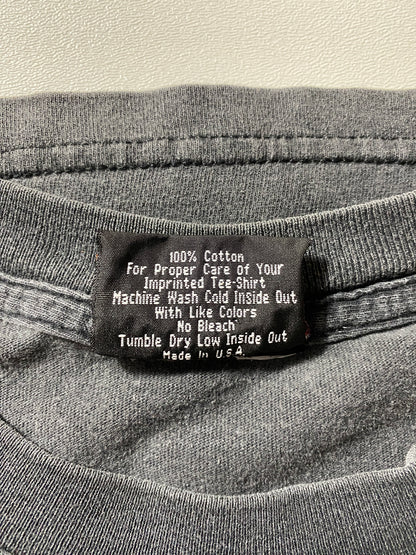 100% Cotton
For Proper Care of Your
Imprinted Tee-Shirt
Machine Wash Cold Inside Out
With Like Colors
No Bleach
Tumble Dry Low Inside Out
Made In U.S.A.